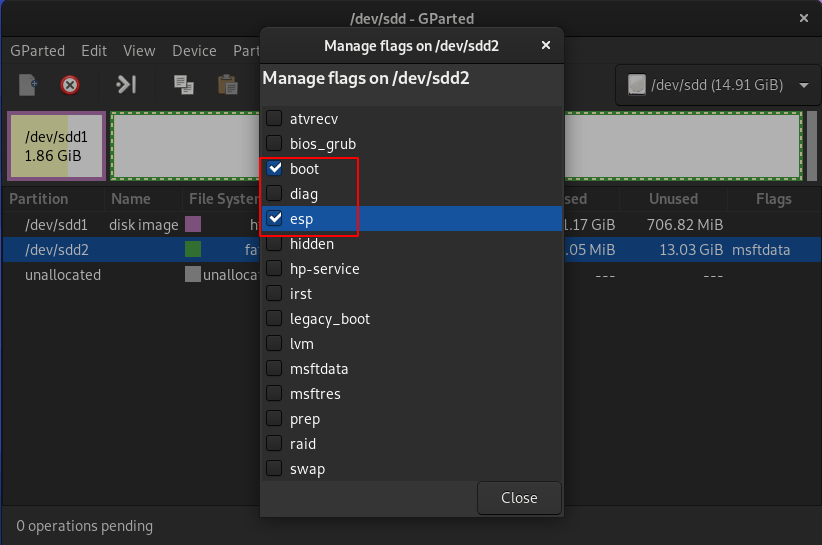 /dev/sdd - GParted
GParted Edit View Device Part
/dev/sdd (14.91 GiB)
/dev/sdd1
1.86 GiB
Partition Name File System sed Unused Flags
/dev/sdd1 disk image 1.17 GiB 706.82 MiB
/dev/sdd2 fa .05 MiB 13.03 GiB msftdata
unallocated unallocat --- ---
0 operations pending
Manage flags on /dev/sdd2
Manage flags on /dev/sdd2
atvrecv
bios_grub
boot
diag
esp
hidden
hp-service
irst
legacy_boot
lvm
msftdata
msftres
prep
raid
swap
Close